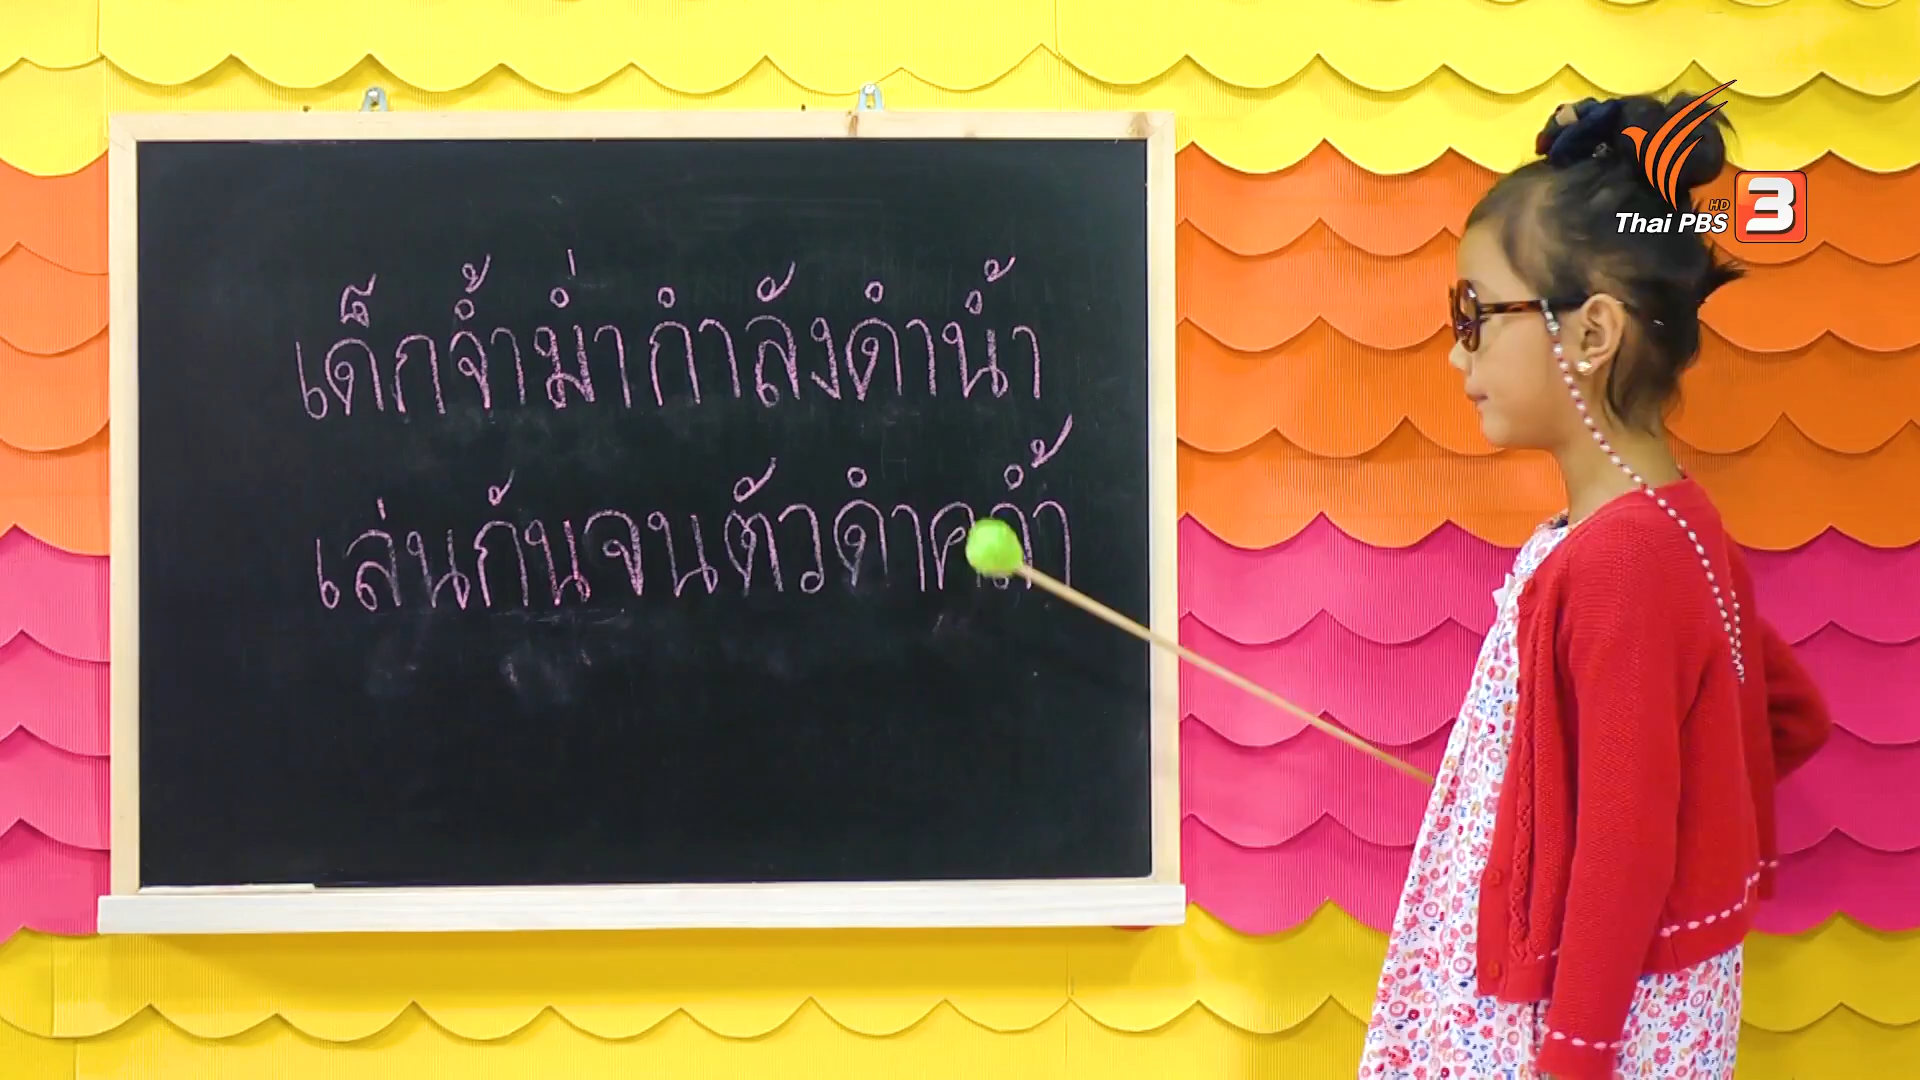 เด็กจ้ำม่ำกำลังดำน้ำ
เล่นกันจนตัวดำคล้ำ
Thai PBS
HD
3